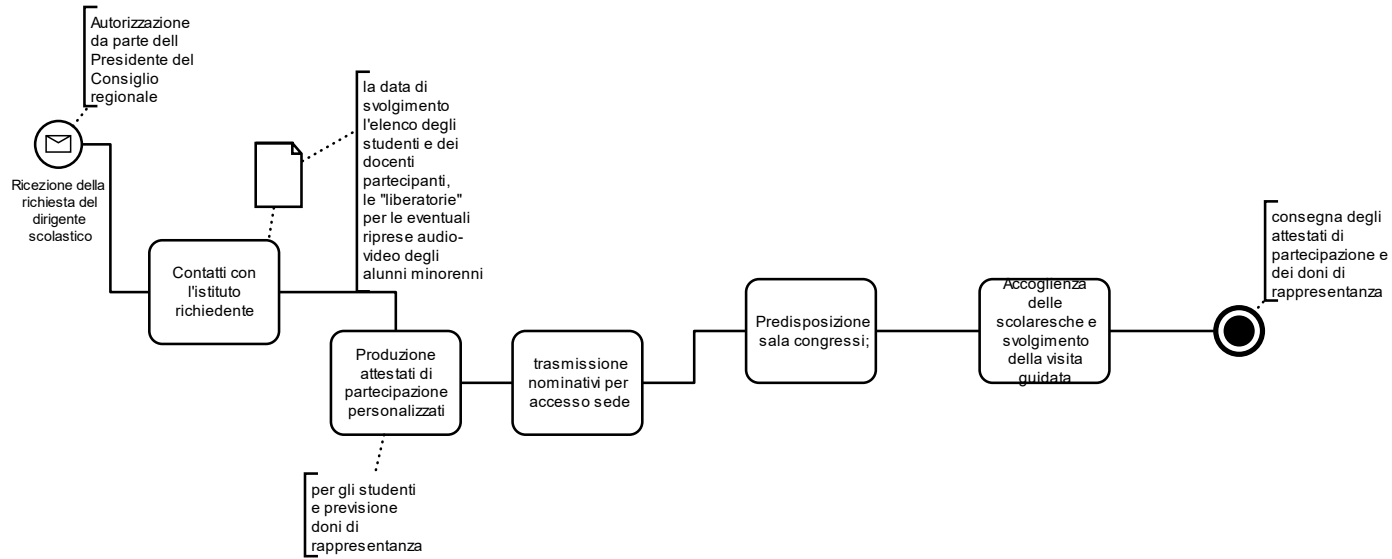 Autorizzazione
da parte dell
Presidente del
Consiglio
regionale
Ricezione della
richiesta del
dirigente
scolastico
la data di
svolgimento
l'elenco degli
studenti e dei
docenti
partecipanti,
le "liberatorie"
per le eventuali
riprese audio-
video degli
alunni minorenni
Contatti con
l'istituto
richiedente
Produzione
attestati di
partecipazione
personalizzati
per gli studenti
e previsione
doni di
rappresentanza
trasmissione
nominativi per
accesso sede
Predisposizione
sala congressi;
Accoglienza
delle
scolaresche e
svolgimento
della visita
guidata
consegna degli
attestati di
partecipazione e
dei doni di
rappresentanza